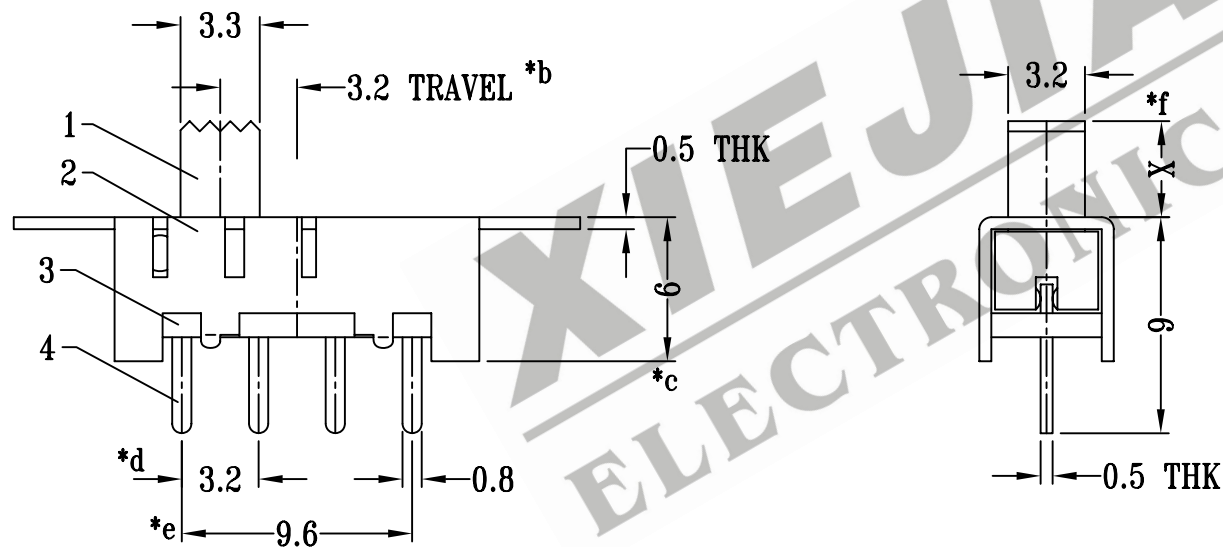 3.3
3.2 TRAVEL *b
1
2
0.5 THK
3
6
4
*c
*d
3.2
0.8
*e
9.6
3.2
*f
X
9
0.5 THK
XIEJIA
ELECTRONIC